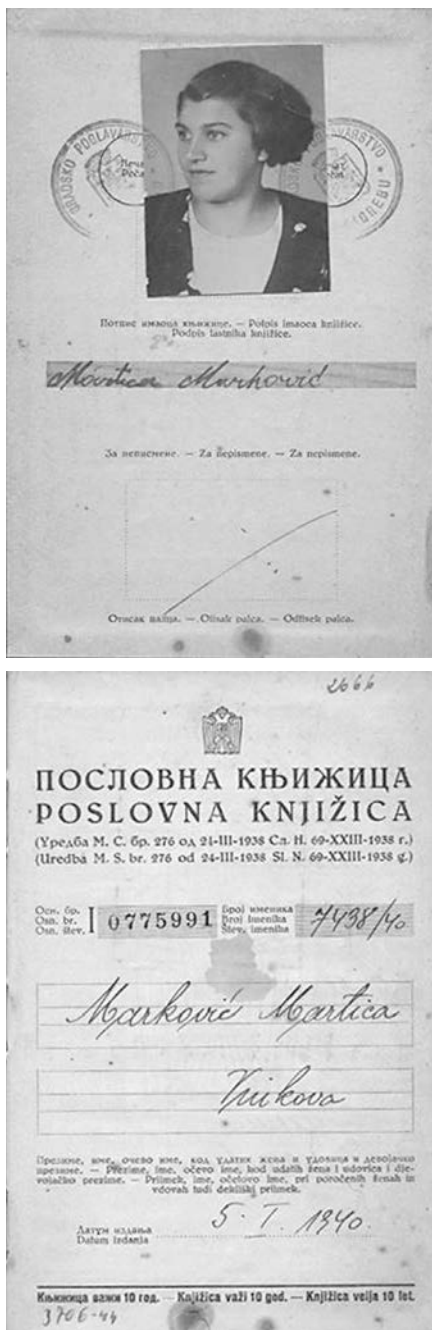 GRADSKO POGLAVARSTVO
Потпис имаоца књижице. — Potpis imaoca knjižice.
Podpis lastnika knjižice.
Martica Marković
За неписмене. — Za nepismene. — Za nepismene.
Отисак палца. — Otisak palca. — Odtisek palca.
2666
ПОСЛОВНА КЊИЖИЦА
POSLOVNA KNJIŽICA
(Уредба М. С. бр. 276 од 24-III-1938 Сл. Н. 69-XXIII-1938 г.)
(Uredba M. S. br. 276 od 24-III-1938 Sl. N. 69-XXIII-1938 g.)
Осн. бр. Број именика
Osn. br. I 0775991 Broj imenika 7438/40
Osn. štev. Štev. imenika
Marković Martica
Презиме, име, очево име, код удатих жена и удовица и девојачко
презиме. — Prezime, ime, očevo ime, kod udatih žena i udovica i dje-
vojačko prezime. — Priimek, ime, očetovo ime, pri poročenih ženah in
vdovah tudi dekliški priimek.
Датум издања
Datum izdanja 5. I. 1940.
Књижица важи 10 год. — Knjižica važi 10 god. — Knjižica velja 10 let.
3706-44